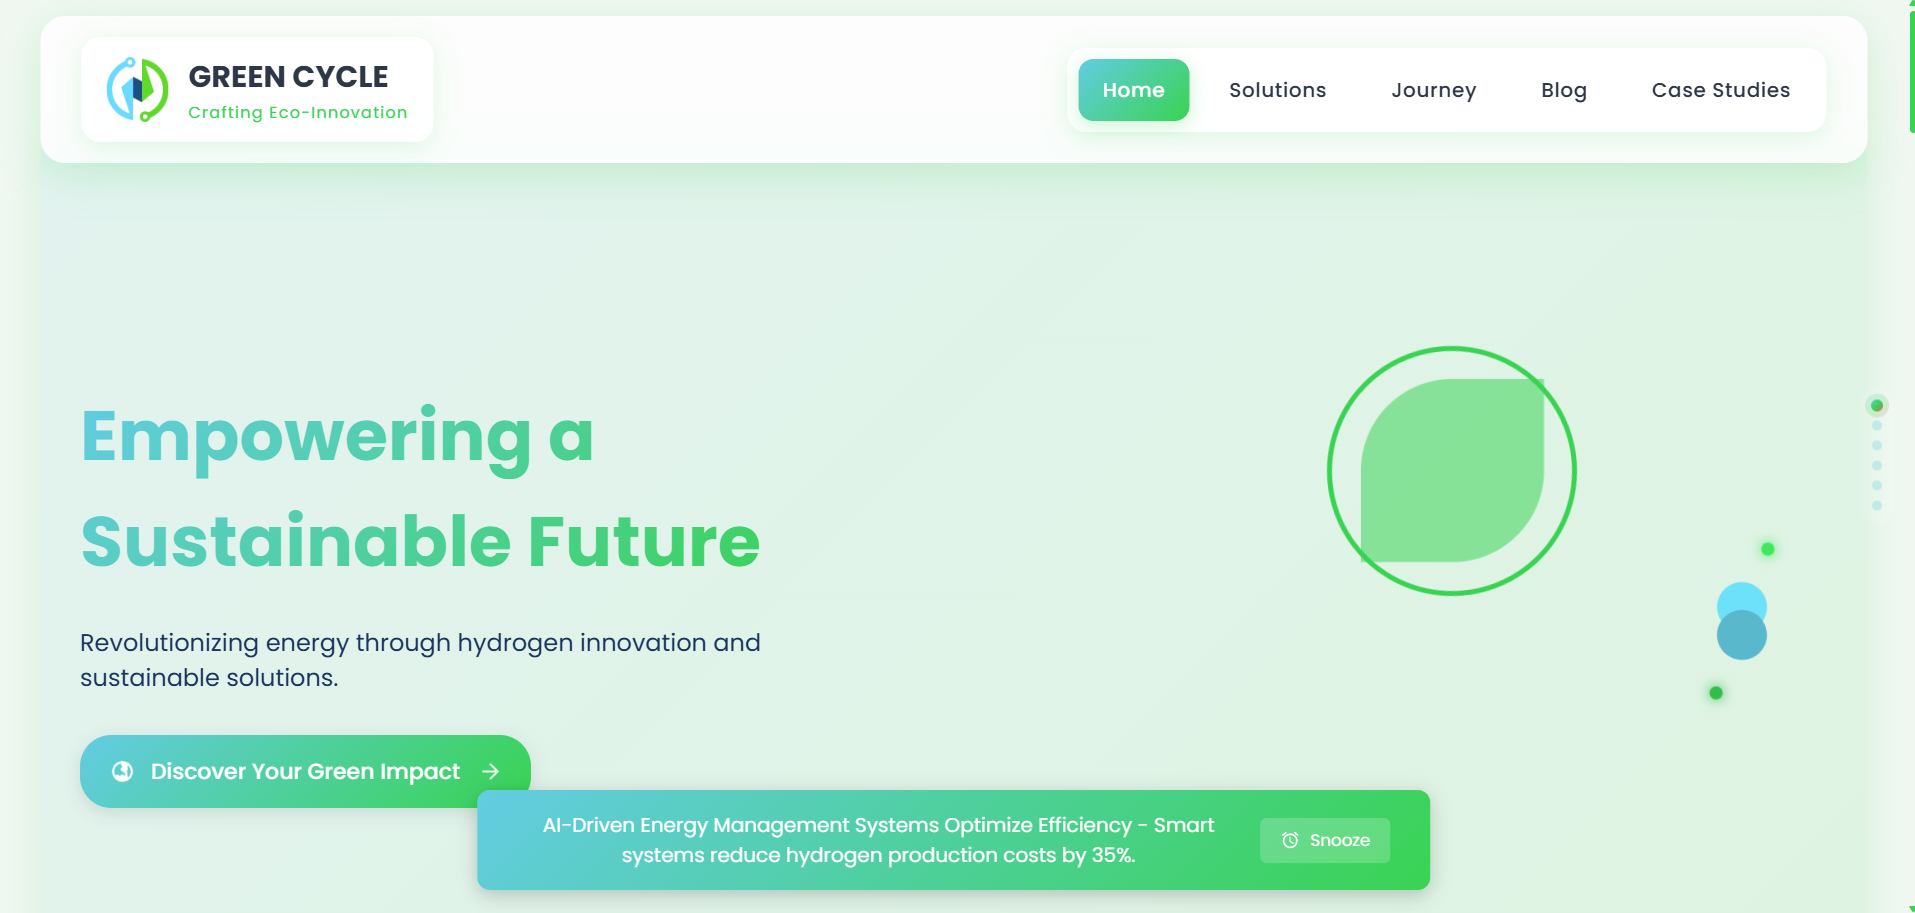 GREEN CYCLE
Crafting Eco-Innovation
Home
Solutions
Journey
Blog
Case Studies
Empowering a
Sustainable Future
Revolutionizing energy through hydrogen innovation and
sustainable solutions.
Discover Your Green Impact
AI-Driven Energy Management Systems Optimize Efficiency - Smart
systems reduce hydrogen production costs by 35%.
Snooze